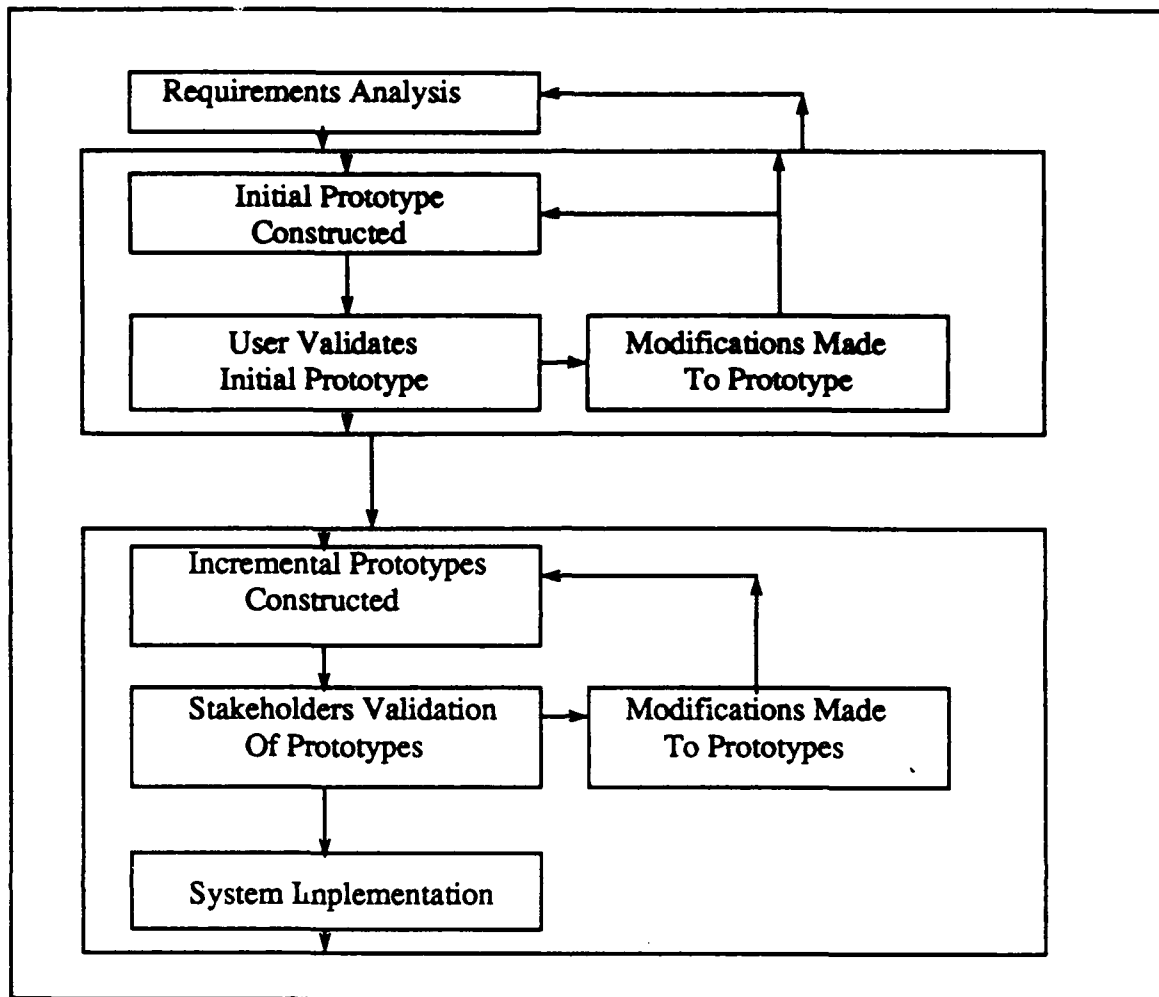 Requirements Analysis
Initial Prototype
Constructed
User Validates
Initial Prototype
Modifications Made
To Prototype
Incremental Prototypes
Constructed
Stakeholders Validation
Of Prototypes
Modifications Made
To Prototypes
System Implementation